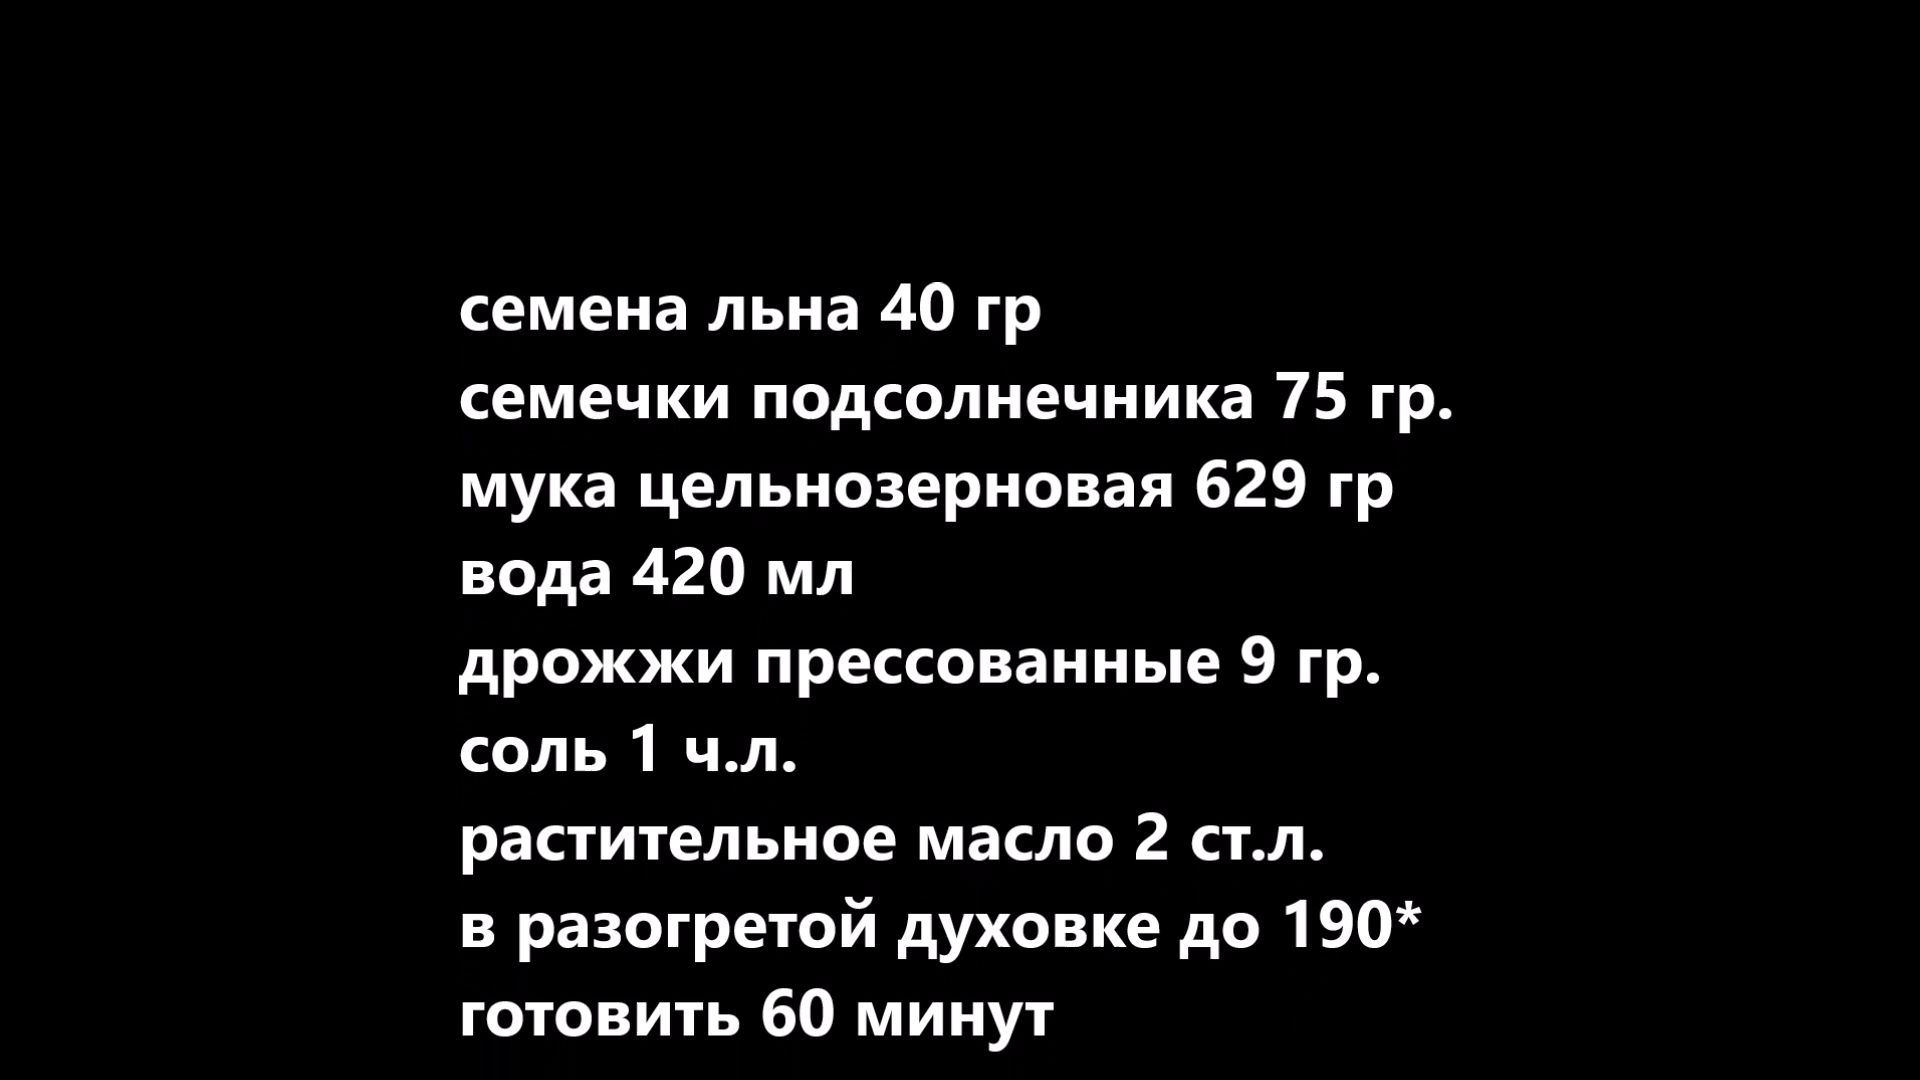 семена льна 40 гр
семечки подсолнечника 75 гр.
мука цельнозерновая 629 гр
вода 420 мл
дрожжи прессованные 9 гр.
соль 1 ч.л.
растительное масло 2 ст.л.
в разогретой духовке до 190*
готовить 60 минут